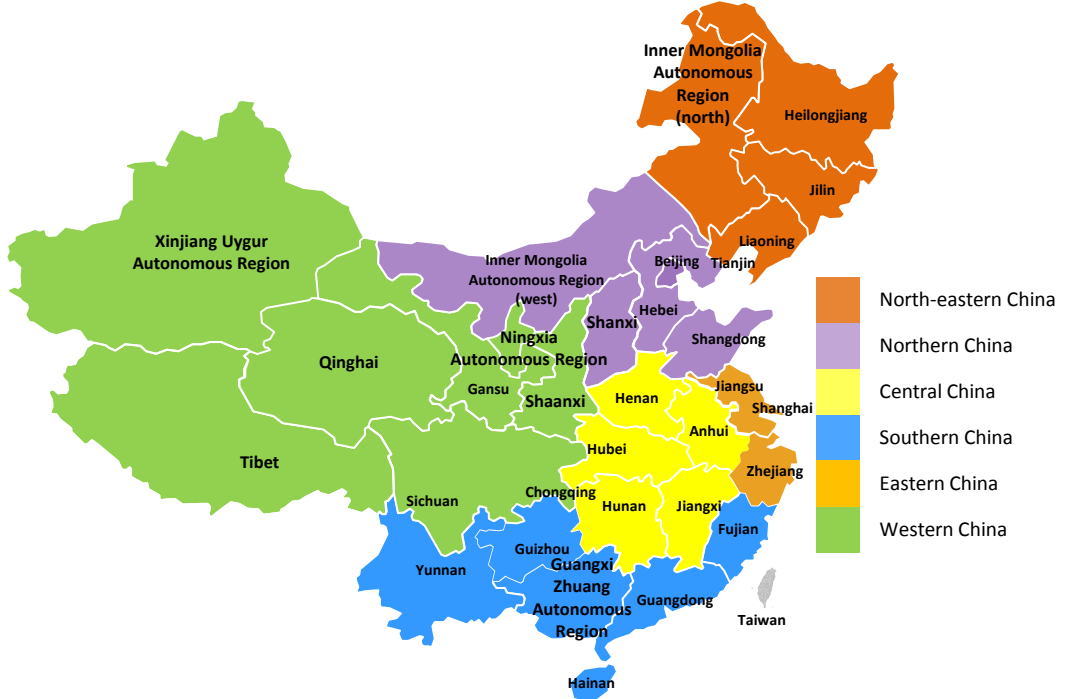 Inner Mongolia
Autonomous
Region
(north)
Heilongjiang
Jilin
Liaoning
Xinjiang Uygur
Autonomous Region
Inner Mongolia
Autonomous Region
(west)
Beijing
Tianjin
Hebei
Shanxi
Shangdong
Ningxia
Autonomous Region
Qinghai
Gansu
Shaanxi
Henan
Jiangsu
Shanghai
Anhui
Hubei
Tibet
Zhejiang
Sichuan
Chongqing
Hunan
Jiangxi
Fujian
Yunnan
Guizhou
Guangxi
Zhuang
Autonomous
Region
Guangdong
Taiwan
Hainan
North-eastern China
Northern China
Central China
Southern China
Eastern China
Western China